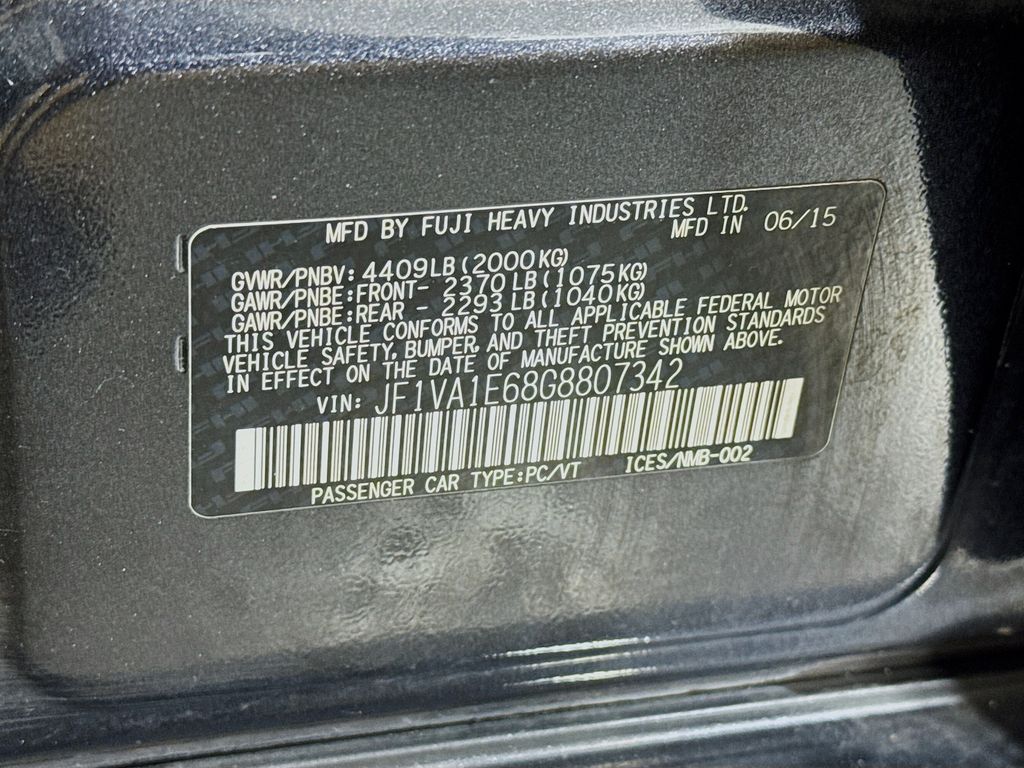 MFD BY FUJI HEAVY INDUSTRIES LTD.
MFD IN 06/15
GVWR/PNBV: 4409LB(2000KG)
GAWR/PNBE:FRONT- 2370LB(1075KG)
GAWR/PNBE:REAR - 2293LB(1040KG)
THIS VEHICLE CONFORMS TO ALL APPLICABLE FEDERAL MOTOR
VEHICLE SAFETY, BUMPER, AND THEFT PREVENTION STANDARDS
IN EFFECT ON THE DATE OF MANUFACTURE SHOWN ABOVE.
VIN: JF1VA1E68G8807342
PASSENGER CAR TYPE:PC/VT ICES/NMB-002